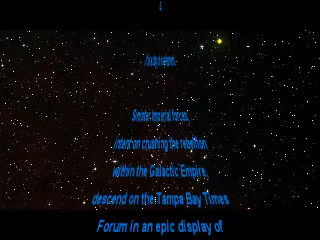 Sinister Imperial forces,
intent on crushing the rebellion
within the Galactic Empire,
descend on the Tampa Bay Times
Forum in an epic display of